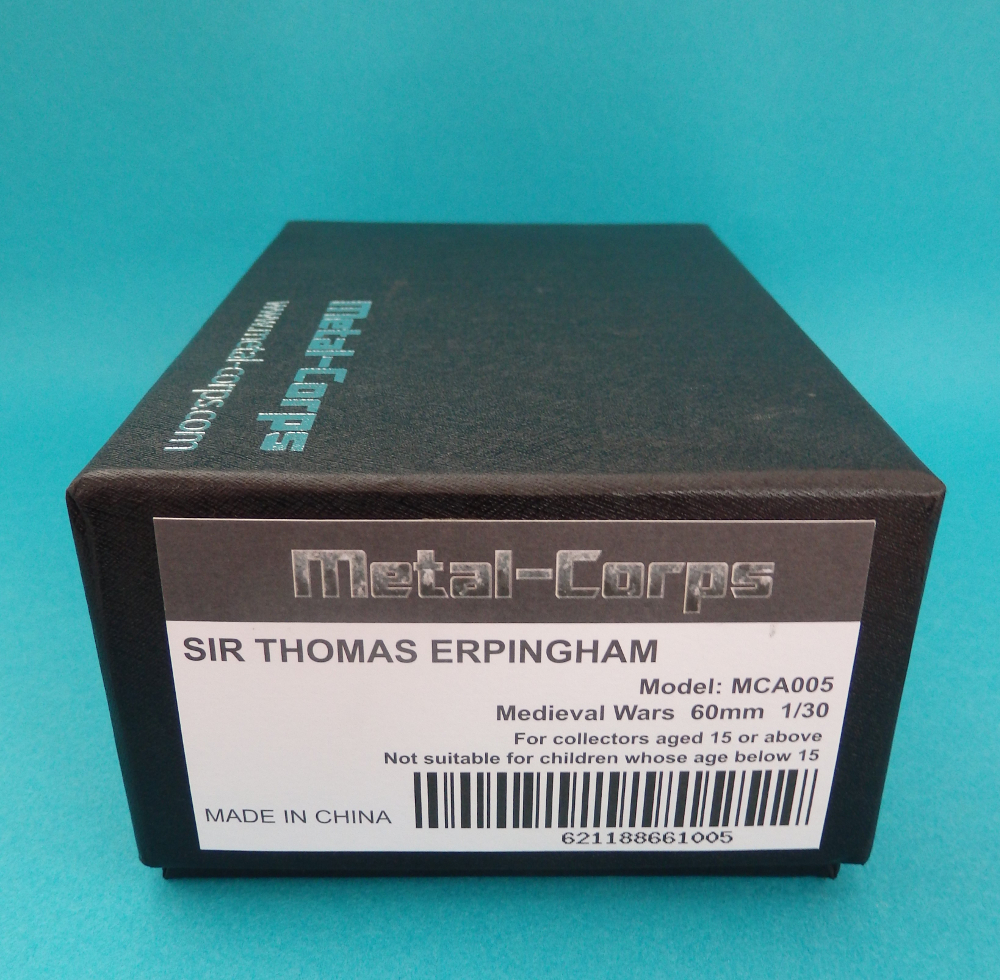 Metal-Corps
www.metal-corps.com
Metal-Corps
SIR THOMAS ERPINGHAM
Model: MCA005
Medieval Wars 60mm 1/30
For collectors aged 15 or above
Not suitable for children whose age below 15
MADE IN CHINA
621188661005